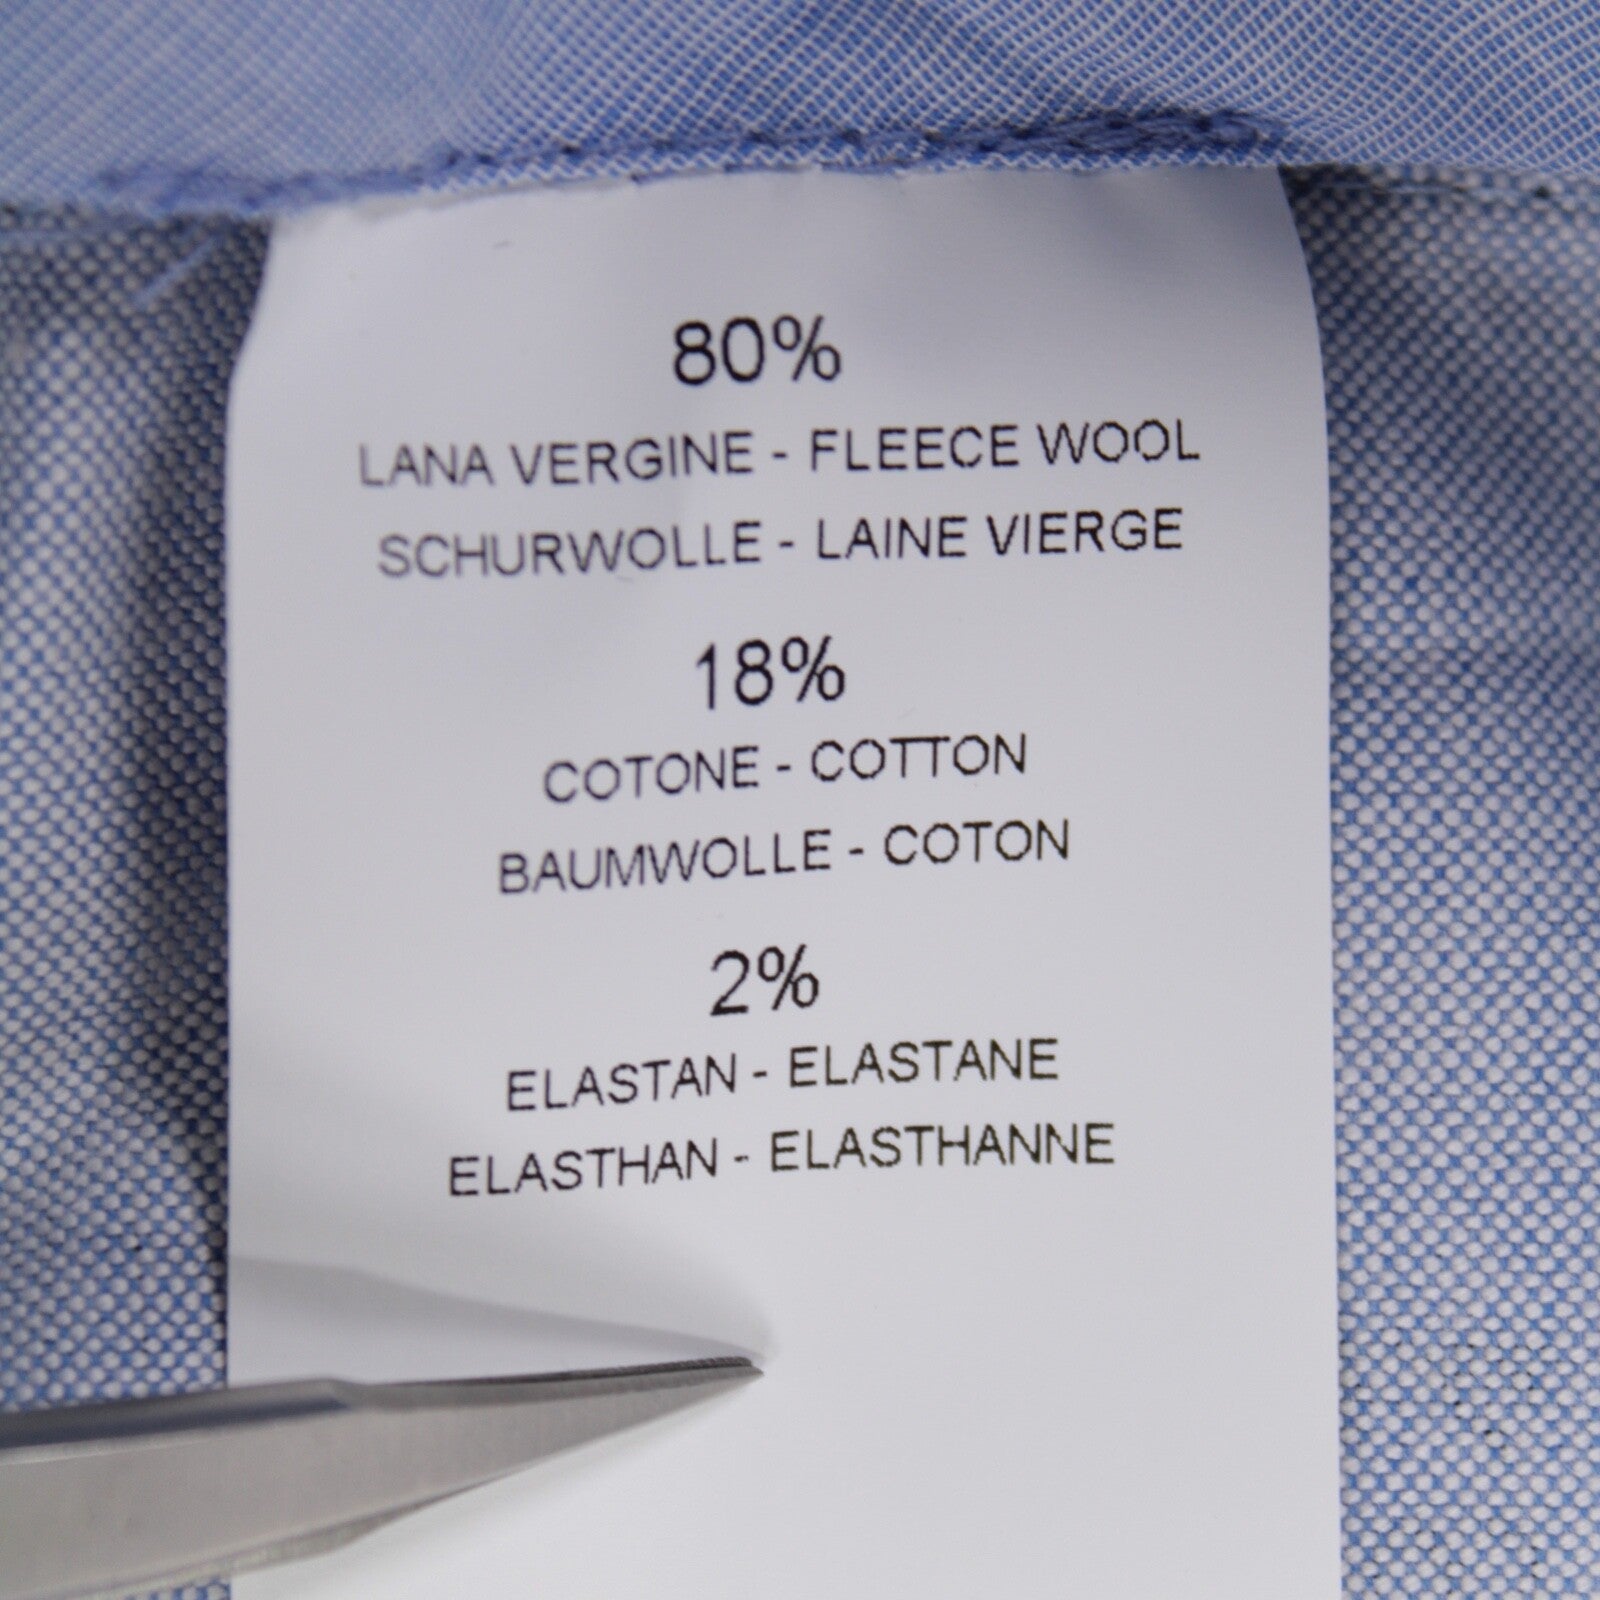 80%
LANA VERGINE - FLEECE WOOL
SCHURWOLLE - LAINE VIERGE
18%
COTONE - COTTON
BAUMWOLLE - COTON
2%
ELASTAN - ELASTANE
ELASTHAN - ELASTHANNE